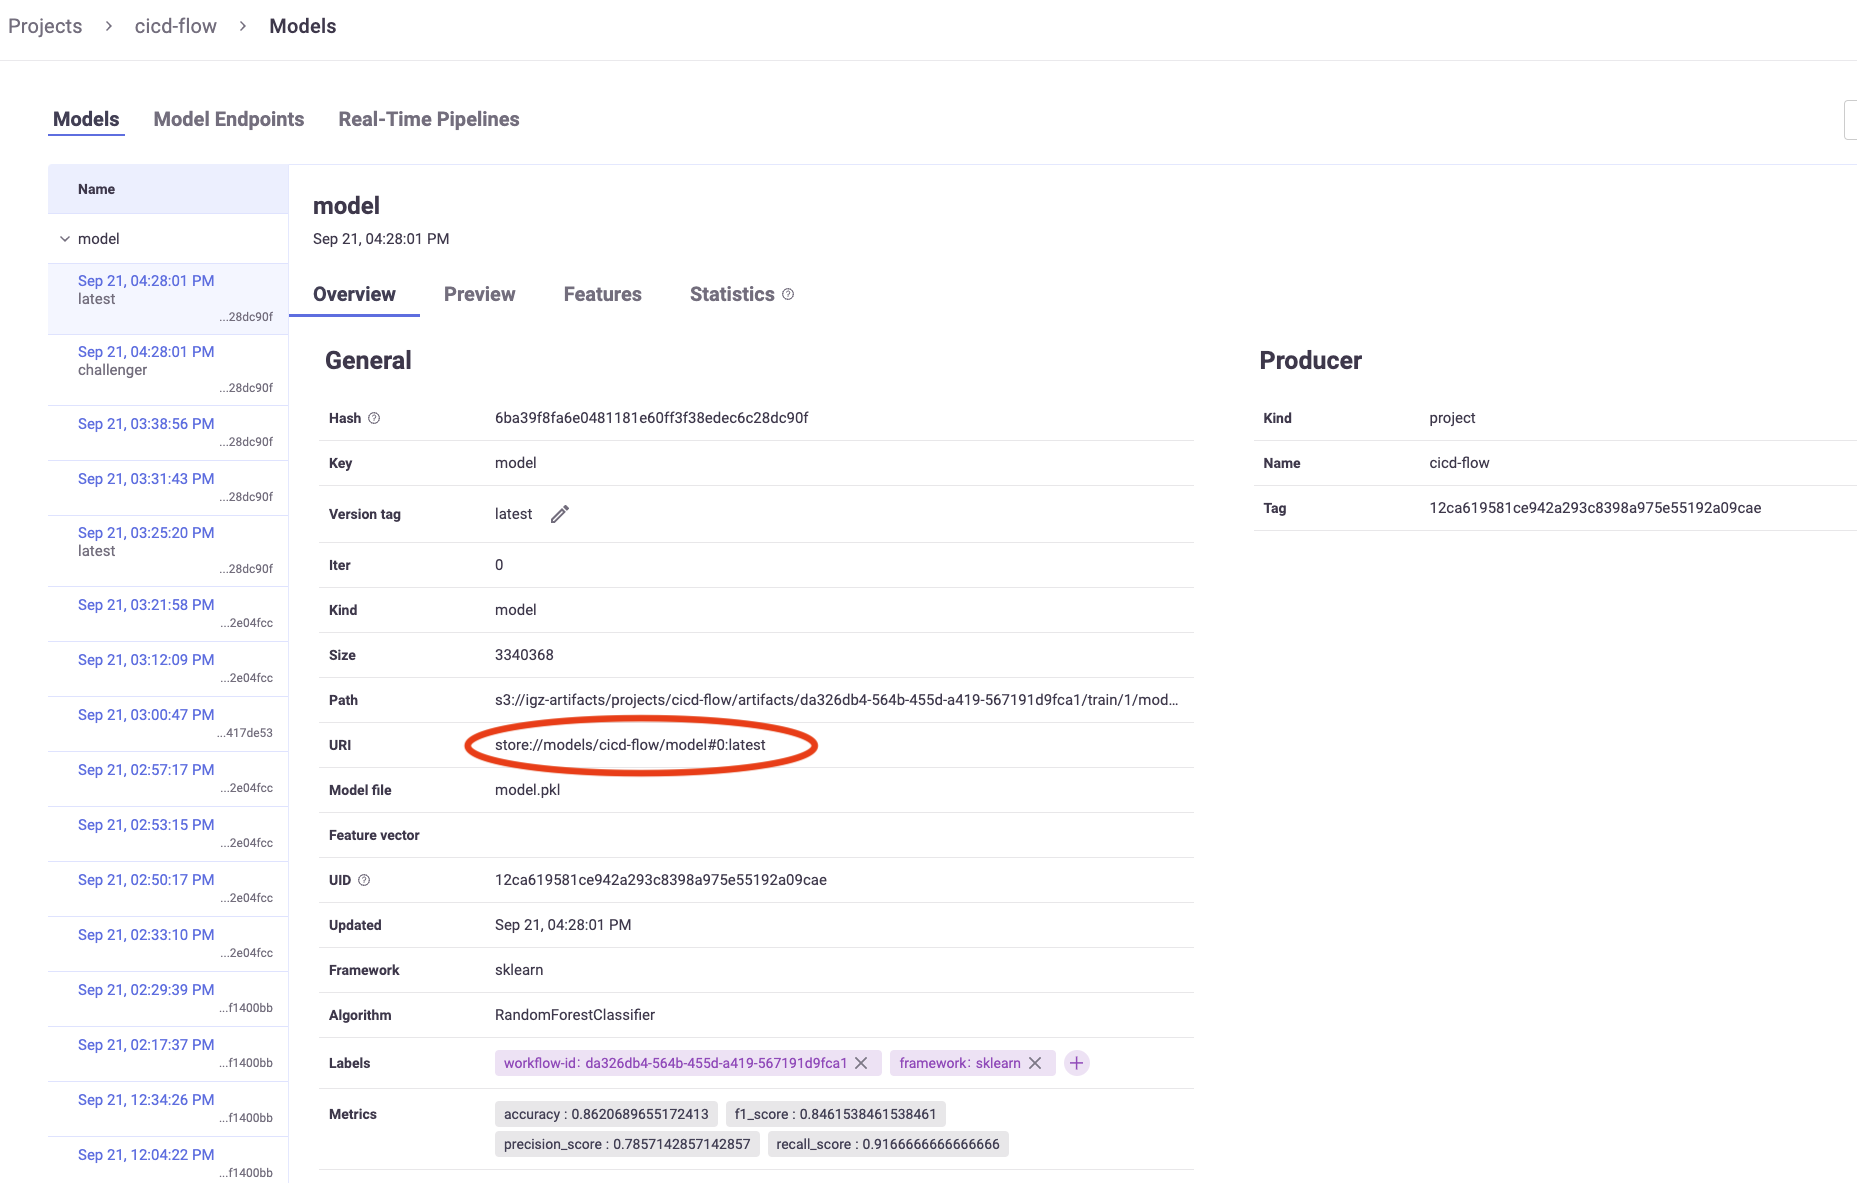 Projects > cicd-flow > Models
Models Model Endpoints Real-Time Pipelines
Name
model
Sep 21, 04:28:01 PM
latest
...28dc90f
Sep 21, 04:28:01 PM
challenger
...28dc90f
Sep 21, 03:38:56 PM
...28dc90f
Sep 21, 03:31:43 PM
...28dc90f
Sep 21, 03:25:20 PM
latest
...28dc90f
Sep 21, 03:21:58 PM
...2e04fcc
Sep 21, 03:12:09 PM
...2e04fcc
Sep 21, 03:00:47 PM
...417de53
Sep 21, 02:57:17 PM
...2e04fcc
Sep 21, 02:53:15 PM
...2e04fcc
Sep 21, 02:50:17 PM
...2e04fcc
Sep 21, 02:33:10 PM
...2e04fcc
Sep 21, 02:29:39 PM
...f1400bb
Sep 21, 02:17:37 PM
...f1400bb
Sep 21, 12:34:26 PM
...f1400bb
Sep 21, 12:04:22 PM
...f1400bb
model
Sep 21, 04:28:01 PM
Overview Preview Features Statistics
General
Hash 6ba39f8fa6e0481181e60ff3f38edec6c28dc90f
Key model
Version tag latest
Iter 0
Kind model
Size 3340368
Path s3://igz-artifacts/projects/cicd-flow/artifacts/da326db4-564b-455d-a419-567191d9fca1/train/1/mod...
URI store://models/cicd-flow/model#0:latest
Model file model.pkl
Feature vector
UID 12ca619581ce942a293c8398a975e55192a09cae
Updated Sep 21, 04:28:01 PM
Framework sklearn
Algorithm RandomForestClassifier
Labels workflow-id: da326db4-564b-455d-a419-567191d9fca1 framework: sklearn
Metrics accuracy : 0.8620689655172413 f1_score : 0.8461538461538461
precision_score : 0.7857142857142857 recall_score : 0.9166666666666666
Producer
Kind project
Name cicd-flow
Tag 12ca619581ce942a293c8398a975e55192a09cae